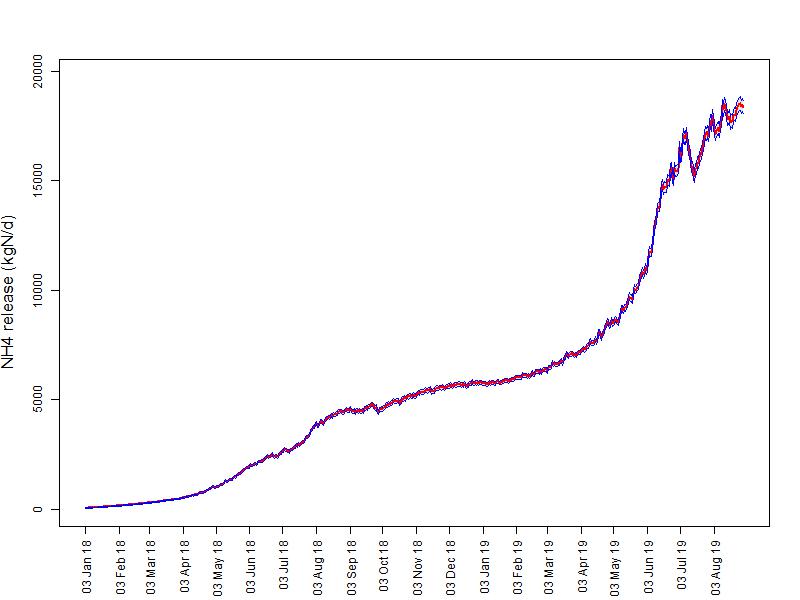 NH4 release (kgN/d)
20000
15000
10000
5000
0
03 Jan 18
03 Feb 18
03 Mar 18
03 Apr 18
03 May 18
03 Jun 18
03 Jul 18
03 Aug 18
03 Sep 18
03 Oct 18
03 Nov 18
03 Dec 18
03 Jan 19
03 Feb 19
03 Mar 19
03 Apr 19
03 May 19
03 Jun 19
03 Jul 19
03 Aug 19